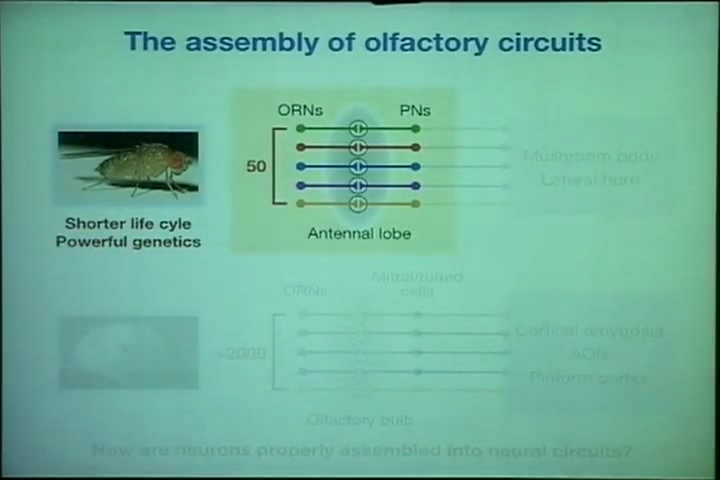 The assembly of olfactory circuits
ORNs
PNs
50
Antennal lobe
Shorter life cyle
Powerful genetics
Mushroom body
Lateral horn
ORNs
Mitral/tufted
cells
>2000
Olfactory bulb
Cortical amygdala
AON
Piriform cortex
How are neurons properly assembled into neural circuits?